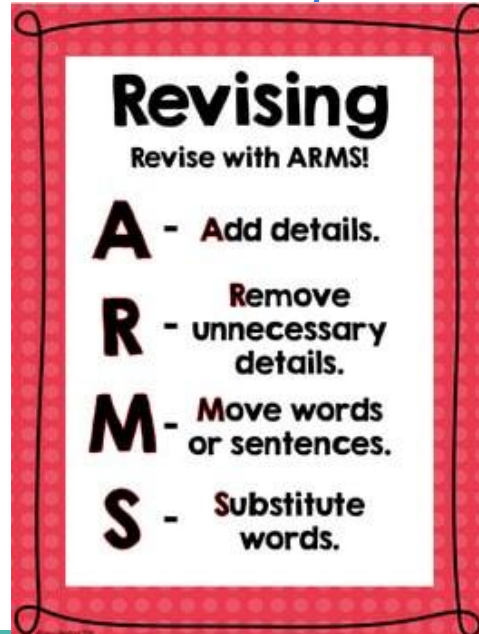 Revising
Revise with ARMS!
A - Add details.
R - Remove
unnecessary
details.
M - Move words
or sentences.
S - Substitute
words.